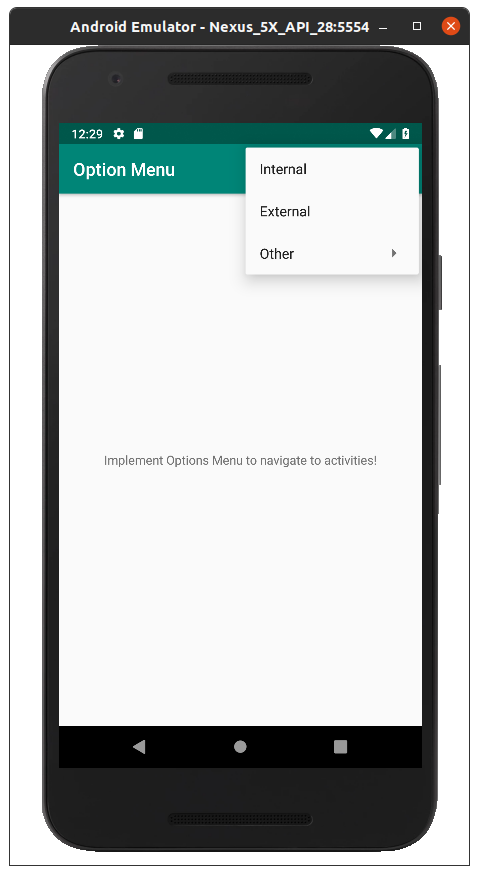 Android Emulator - Nexus_5X_API_28:5554
12:29
Option Menu
Internal
External
Other
Implement Options Menu to navigate to activities!